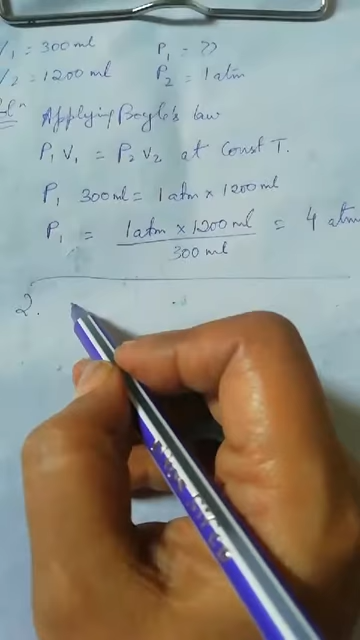 V₁ = 300 ml P₁ = ??
V₂ = 1200 ml P₂ = 1 atm
Solⁿ Applying Boyle's law
P₁ V₁ = P₂ V₂ at Const T.
P₁ 300 ml = 1 atm × 1200 ml
P₁ = 1 atm × 1200 ml / 300 ml = 4 atm
2.